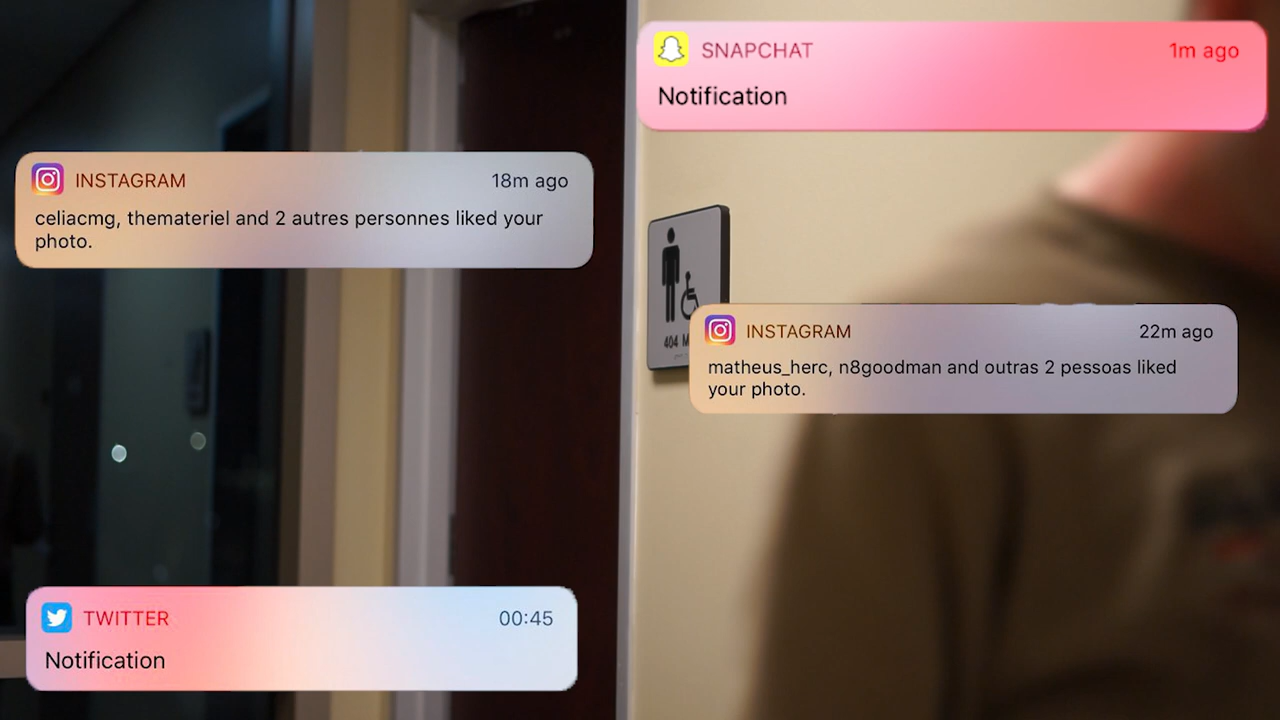 SNAPCHAT 1m ago
Notification
INSTAGRAM 18m ago
celiacmg, themateriel and 2 autres personnes liked your
photo.
INSTAGRAM 22m ago
404 M
matheus_herc, n8goodman and outras 2 pessoas liked
your photo.
TWITTER 00:45
Notification